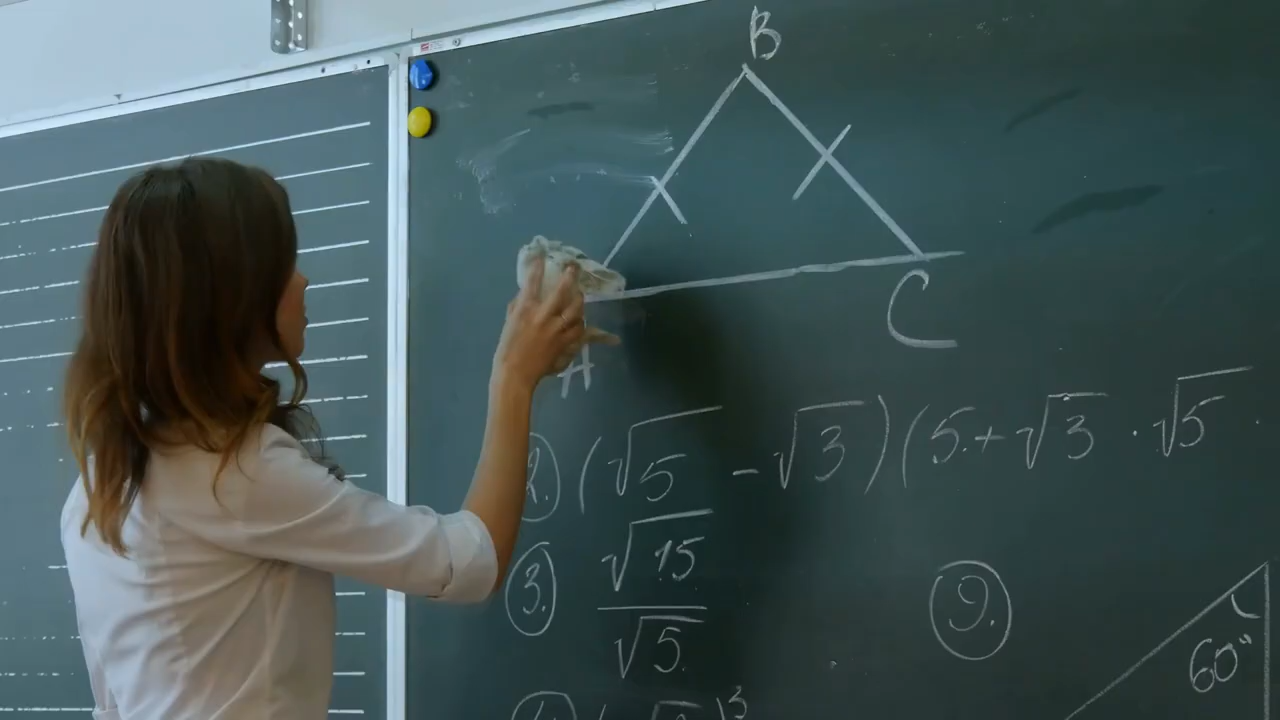 B
A
C
2. (√5 - √3)(5 + √3 · √5
3. √15
√5
9.
60°